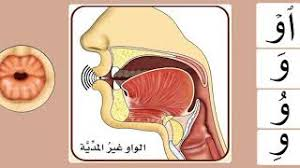 الواو غيرُ المدِّيَّة
أَوْ
وَ
وُ
وِ